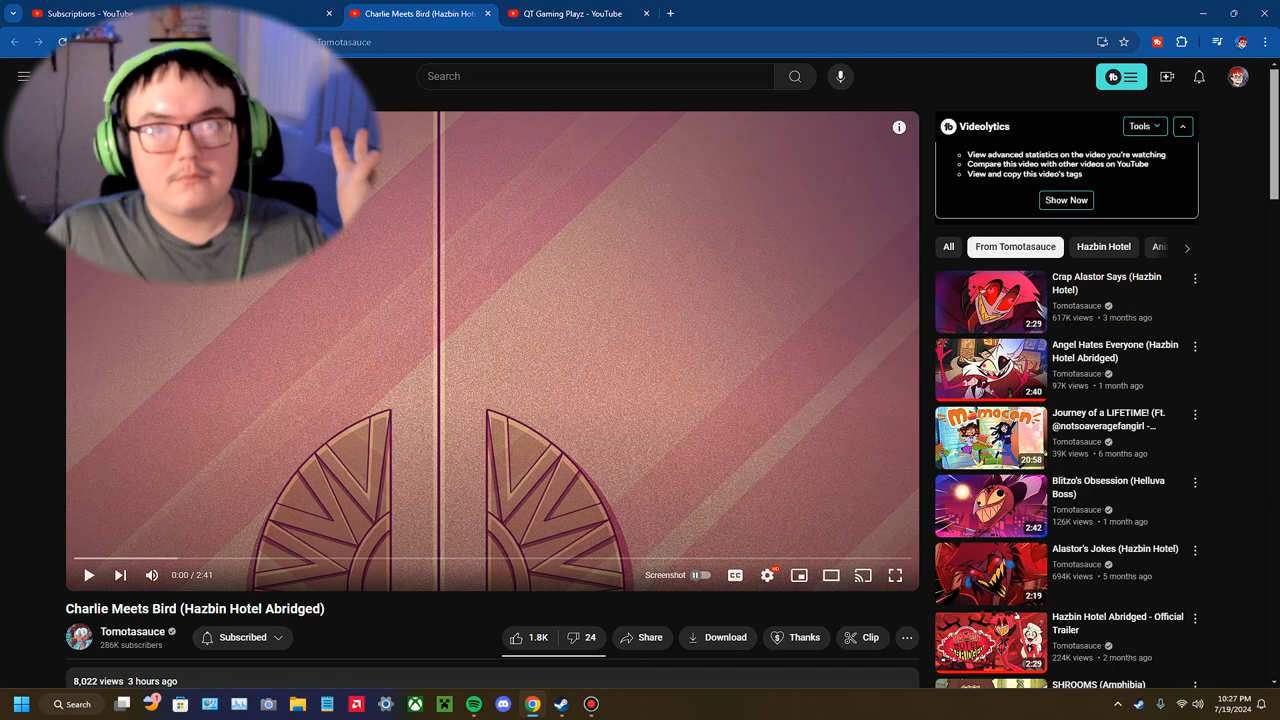 Subscriptions - YouTube
Charlie Meets Bird (Hazbin Hot
QT Gaming Playz - YouTube
Tomotasauce
Search
Videolytics
Tools
View advanced statistics on the video you're watching
Compare this video with other videos on YouTube
View and copy this video's tags
Show Now
All
From Tomotasauce
Hazbin Hotel
Ani
Crap Alastor Says (Hazbin
Hotel)
Tomotasauce
617K views • 3 months ago
2:29
Angel Hates Everyone (Hazbin
Hotel Abridged)
Tomotasauce
97K views • 1 month ago
2:40
MAMOCON
Journey of a LIFETIME! (Ft.
@notsoaveragefangirl -...
Tomotasauce
39K views • 6 months ago
20:58
Blitzo's Obsession (Helluva
Boss)
Tomotasauce
126K views • 1 month ago
2:42
Alastor's Jokes (Hazbin Hotel)
Tomotasauce
694K views • 5 months ago
2:19
Hazbin Hotel Abridged - Official
Trailer
Tomotasauce
224K views • 2 months ago
2:29
SHROOMS (Amphibia)
0:00 / 2:41
Screenshot
CC
HD
Charlie Meets Bird (Hazbin Hotel Abridged)
Tomotasauce
286K subscribers
Subscribed
1.8K
24
Share
Download
Thanks
Clip
8,022 views 3 hours ago
Search
1
10:27 PM
7/19/2024